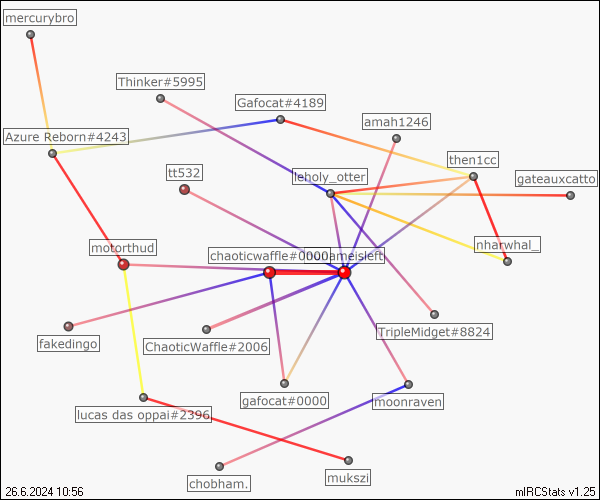 mercurybro
Thinker#5995
Gafocat#4189
amah1246
Azure Reborn#4243
then1cc
tt532
leholy_otter
gateauxcatto
motorthud
chaoticwaffle#0000
nharwhal_
fakedingo
ChaoticWaffle#2006
TripleMidget#8824
gafocat#0000
moonraven
lucas das oppai#2396
chobham.
mukszi
26.6.2024 10:56
mIRCStats v1.25